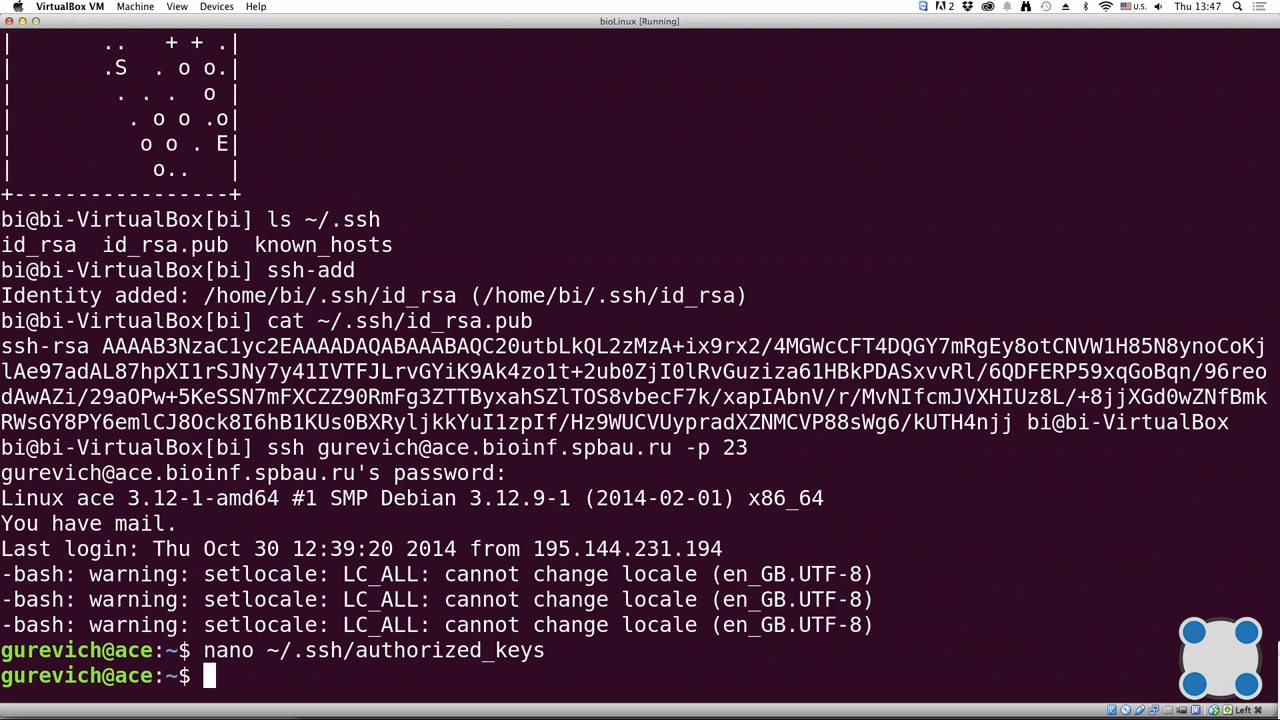 VirtualBox VM Machine View Devices Help
2 U.S. Thu 13:47
bioLinux [Running]
| .. + + .|
| .S . o o.|
| . . . o |
| . o o .o|
| o o . E|
| o.. |
+-----------------+
bi@bi-VirtualBox[bi] ls ~/.ssh
id_rsa id_rsa.pub known_hosts
bi@bi-VirtualBox[bi] ssh-add
Identity added: /home/bi/.ssh/id_rsa (/home/bi/.ssh/id_rsa)
bi@bi-VirtualBox[bi] cat ~/.ssh/id_rsa.pub
ssh-rsa AAAAB3NzaC1yc2EAAAADAQABAAABAQC20utbLkQL2zMzA+ix9rx2/4MGWcCFT4DQGY7mRgEy8otCNVW1H85N8ynoCoKj
lAe97adAL87hpXI1rSJNy7y41IVTFJLrvGYiK9Ak4zo1t+2ub0ZjI0lRvGuziza61HBkPDASxvvRl/6QDFERP59xqGoBqn/96reo
dAwAZi/29aOPw+5KeSSN7mFXCZZ90RmFg3ZTTByxahSZlTOS8vbecF7k/xapIAbnV/r/MvNIfcmJVXHIUz8L/+8jjXGd0wZNfBmk
RWsGY8PY6emlCJ8Ock8I6hB1KUs0BXRyljkkYuI1zpIf/Hz9WUCVUypradXZNMCVP88sWg6/kUTH4njj bi@bi-VirtualBox
bi@bi-VirtualBox[bi] ssh gurevich@ace.bioinf.spbau.ru -p 23
gurevich@ace.bioinf.spbau.ru's password:
Linux ace 3.12-1-amd64 #1 SMP Debian 3.12.9-1 (2014-02-01) x86_64
You have mail.
Last login: Thu Oct 30 12:39:20 2014 from 195.144.231.194
-bash: warning: setlocale: LC_ALL: cannot change locale (en_GB.UTF-8)
-bash: warning: setlocale: LC_ALL: cannot change locale (en_GB.UTF-8)
-bash: warning: setlocale: LC_ALL: cannot change locale (en_GB.UTF-8)
gurevich@ace:~$ nano ~/.ssh/authorized_keys
gurevich@ace:~$
Left ⌘